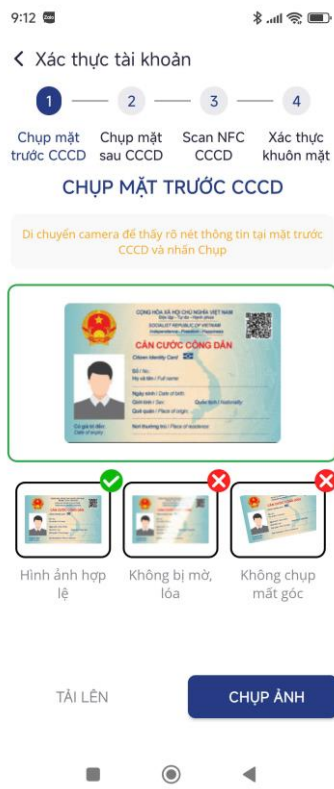 9:12
Xác thực tài khoản
1 2 3 4
Chụp mặt trước CCCD
Chụp mặt sau CCCD
Scan NFC CCCD
Xác thực khuôn mặt
CHỤP MẶT TRƯỚC CCCD
Di chuyển camera để thấy rõ nét thông tin tại mặt trước
CCCD và nhấn Chụp
CỘNG HÒA XÃ HỘI CHỦ NGHĨA VIỆT NAM
Độc lập - Tự do - Hạnh phúc
SOCIALIST REPUBLIC OF VIETNAM
Independence - Freedom - Happiness
CĂN CƯỚC CÔNG DÂN
Citizen Identity Card
Số / No.
Họ và tên / Full name
Ngày sinh / Date of birth
Giới tính / Sex Quốc tịch / Nationality
Quê quán / Place of origin
Có giá trị đến Nơi thường trú / Place of residence
Date of expiry
Hình ảnh hợp lệ
Không bị mờ, lóa
Không chụp mất góc
TẢI LÊN
CHỤP ẢNH